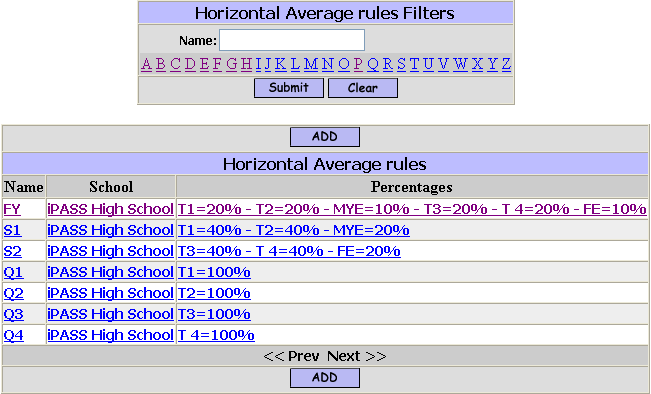 Horizontal Average rules Filters
Name:
A B C D E F G H I J K L M N O P Q R S T U V W X Y Z
Submit Clear
ADD
Horizontal Average rules
Name School Percentages
FY iPASS High School T1=20% - T2=20% - MYE=10% - T3=20% - T 4=20% - FE=10%
S1 iPASS High School T1=40% - T2=40% - MYE=20%
S2 iPASS High School T3=40% - T 4=40% - FE=20%
Q1 iPASS High School T1=100%
Q2 iPASS High School T2=100%
Q3 iPASS High School T3=100%
Q4 iPASS High School T 4=100%
<< Prev Next >>
ADD